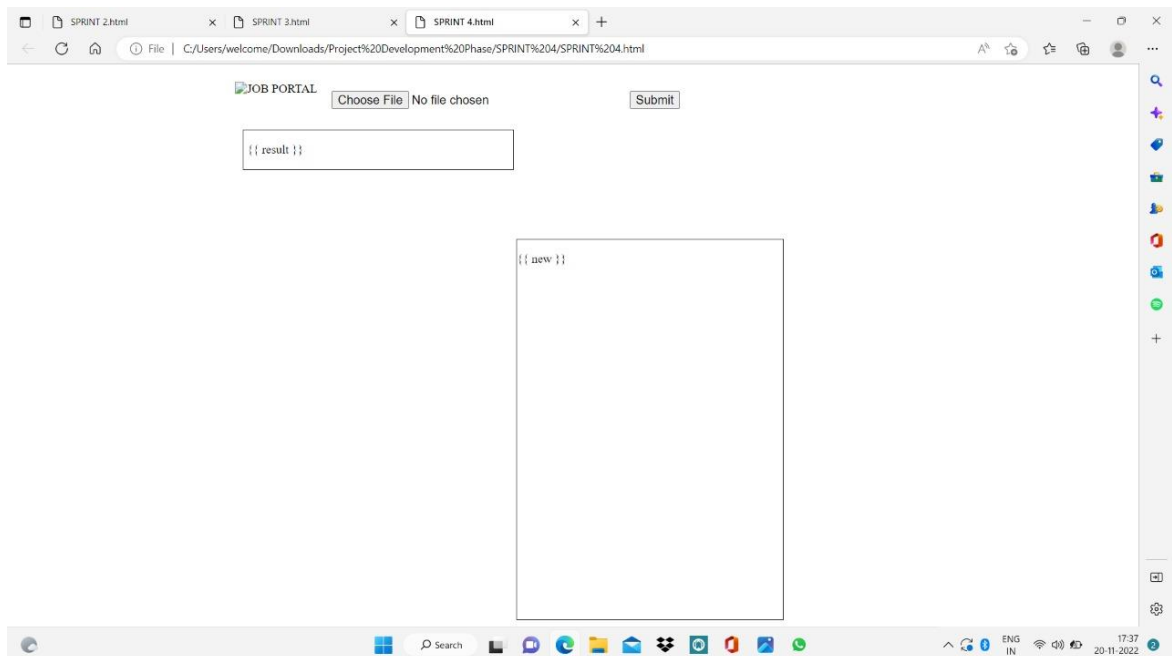 SPRINT 2.html
SPRINT 3.html
SPRINT 4.html
File | C:/Users/welcome/Downloads/Project%20Development%20Phase/SPRINT%204/SPRINT%204.html
JOB PORTAL
Choose File No file chosen
Submit
{{ result }}
{{ new }}
Search
ENG
IN
17:37
20-11-2022
2